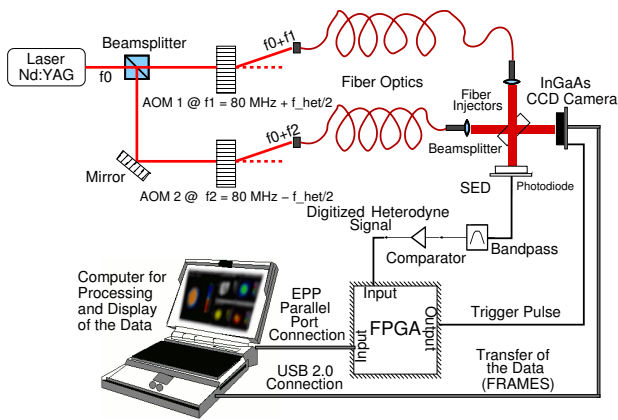 Laser
Nd:YAG
f0
Beamsplitter
f0+f1
AOM 1 @ f1 = 80 MHz + f_het/2
Fiber Optics
Fiber
Injectors
InGaAs
CCD Camera
Mirror
f0+f2
AOM 2 @ f2 = 80 MHz − f_het/2
Beamsplitter
SED
Photodiode
Digitized Heterodyne
Signal
Comparator
Bandpass
Computer for
Processing
and Display
of the Data
EPP
Parallel
Port
Connection
Input
Input
FPGA
Output
Trigger Pulse
USB 2.0
Connection
Transfer of
the Data
(FRAMES)